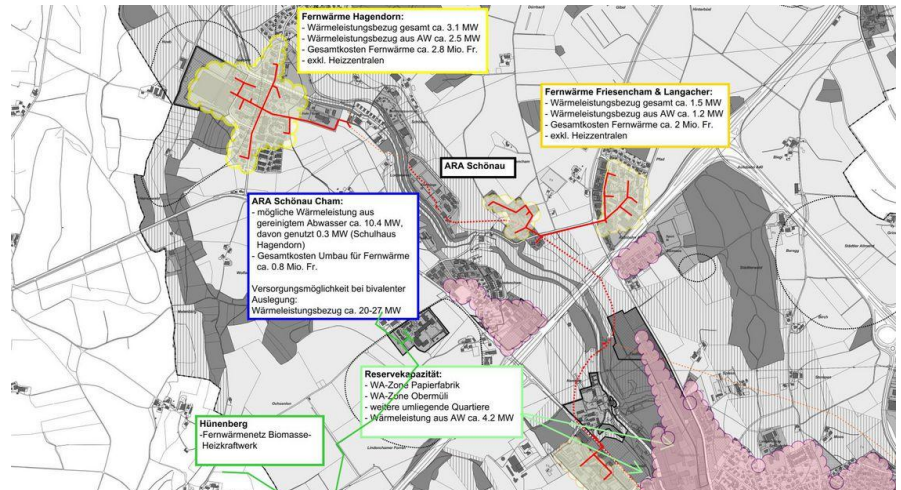 Fernwärme Hagendorn:
- Wärmeleistungsbezug gesamt ca. 3.1 MW
- Wärmeleistungsbezug aus AW ca. 2.5 MW
- Gesamtkosten Fernwärme ca. 2.8 Mio. Fr.
- exkl. Heizzentralen
Fernwärme Friesencham & Langacher:
- Wärmeleistungsbezug gesamt ca. 1.5 MW
- Wärmeleistungsbezug aus AW ca. 1.2 MW
- Gesamtkosten Fernwärme ca. 2 Mio. Fr.
- exkl. Heizzentralen
ARA Schönau
ARA Schönau Cham:
- mögliche Wärmeleistung aus
gereinigtem Abwasser ca. 10.4 MW,
davon genutzt 0.3 MW (Schulhaus
Hagendorn)
- Gesamtkosten Umbau für Fernwärme
ca. 0.8 Mio. Fr.
Versorgungsmöglichkeit bei bivalenter
Auslegung:
Wärmeleistungsbezug ca. 20-27 MW
Reservekapazität:
- WA-Zone Papierfabrik
- WA-Zone Obermüli
- weitere umliegende Quartiere
- Wärmeleistung aus AW ca. 4.2 MW
Hünenberg
-Fernwärmenetz Biomasse-
Heizkraftwerk